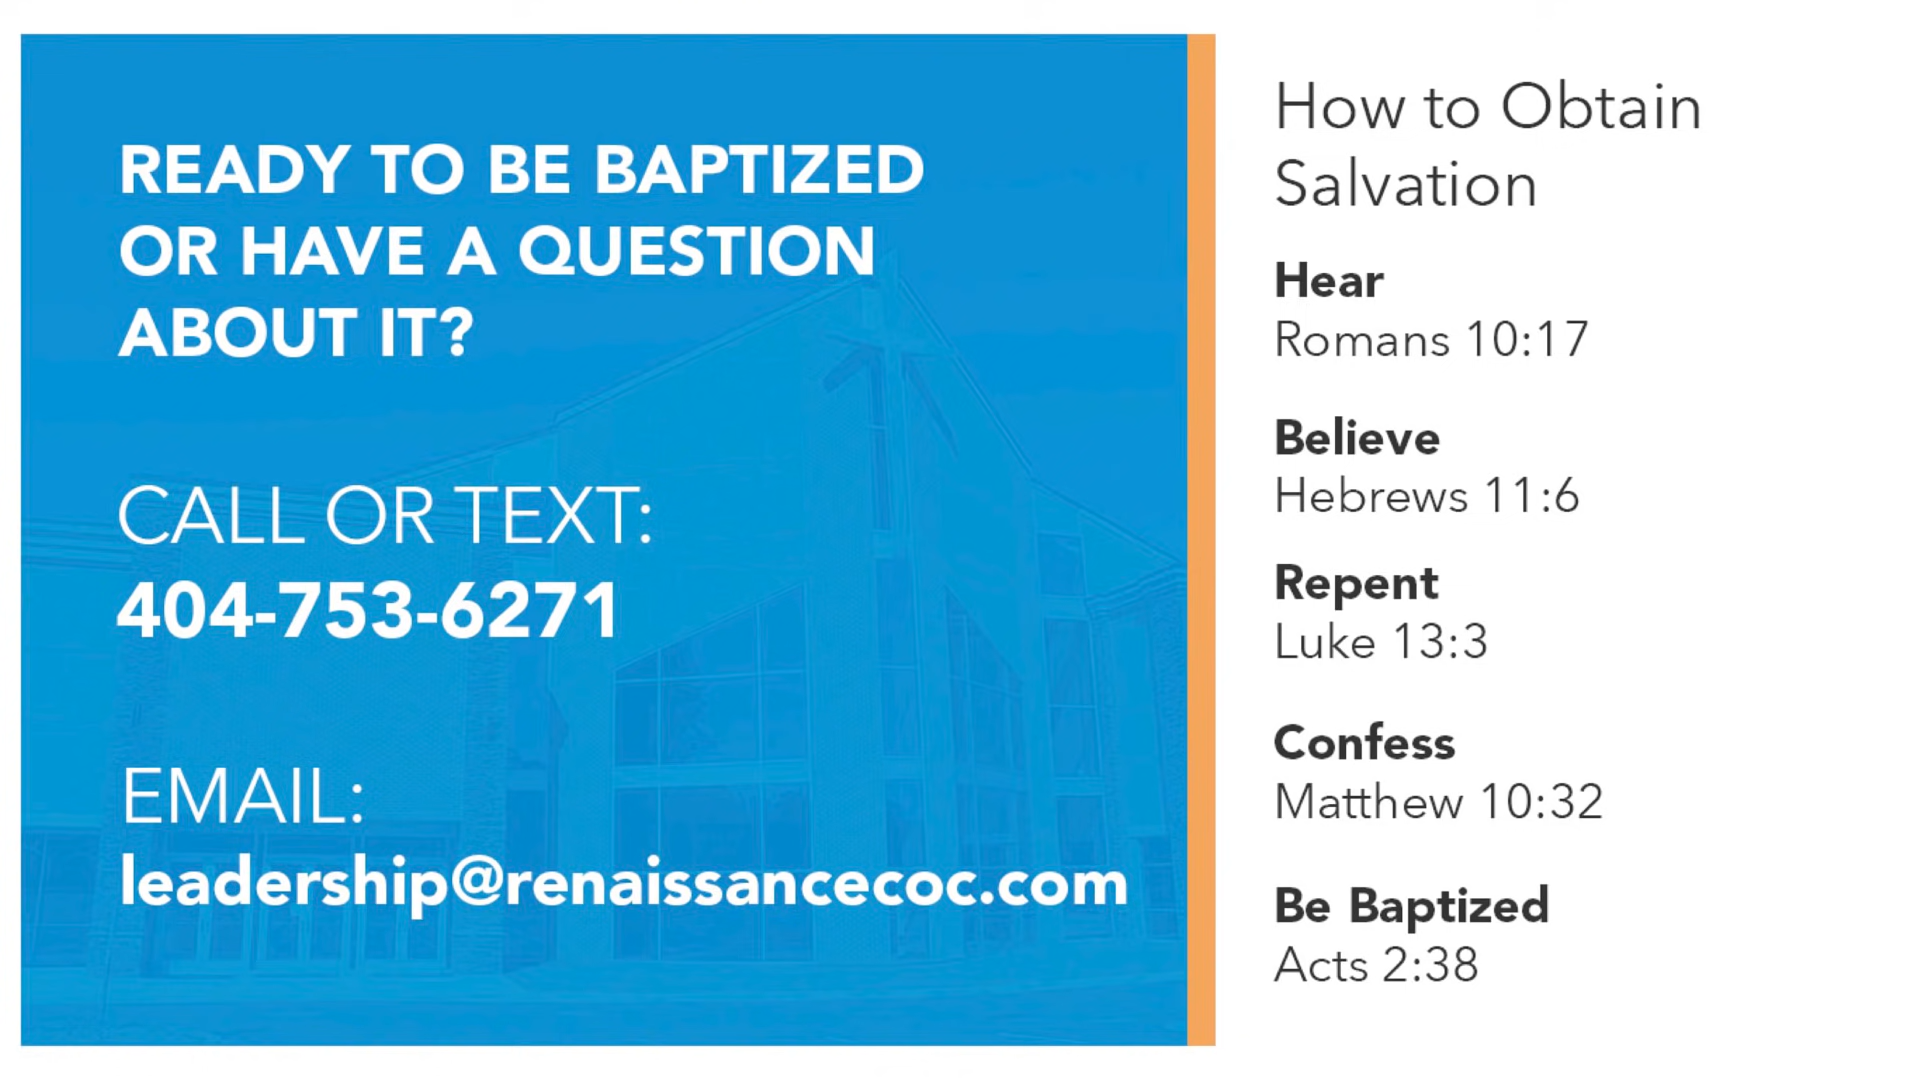 READY TO BE BAPTIZED
OR HAVE A QUESTION
ABOUT IT?
CALL OR TEXT:
404-753-6271
EMAIL:
leadership@renaissancecoc.com
How to Obtain
Salvation
Hear
Romans 10:17
Believe
Hebrews 11:6
Repent
Luke 13:3
Confess
Matthew 10:32
Be Baptized
Acts 2:38